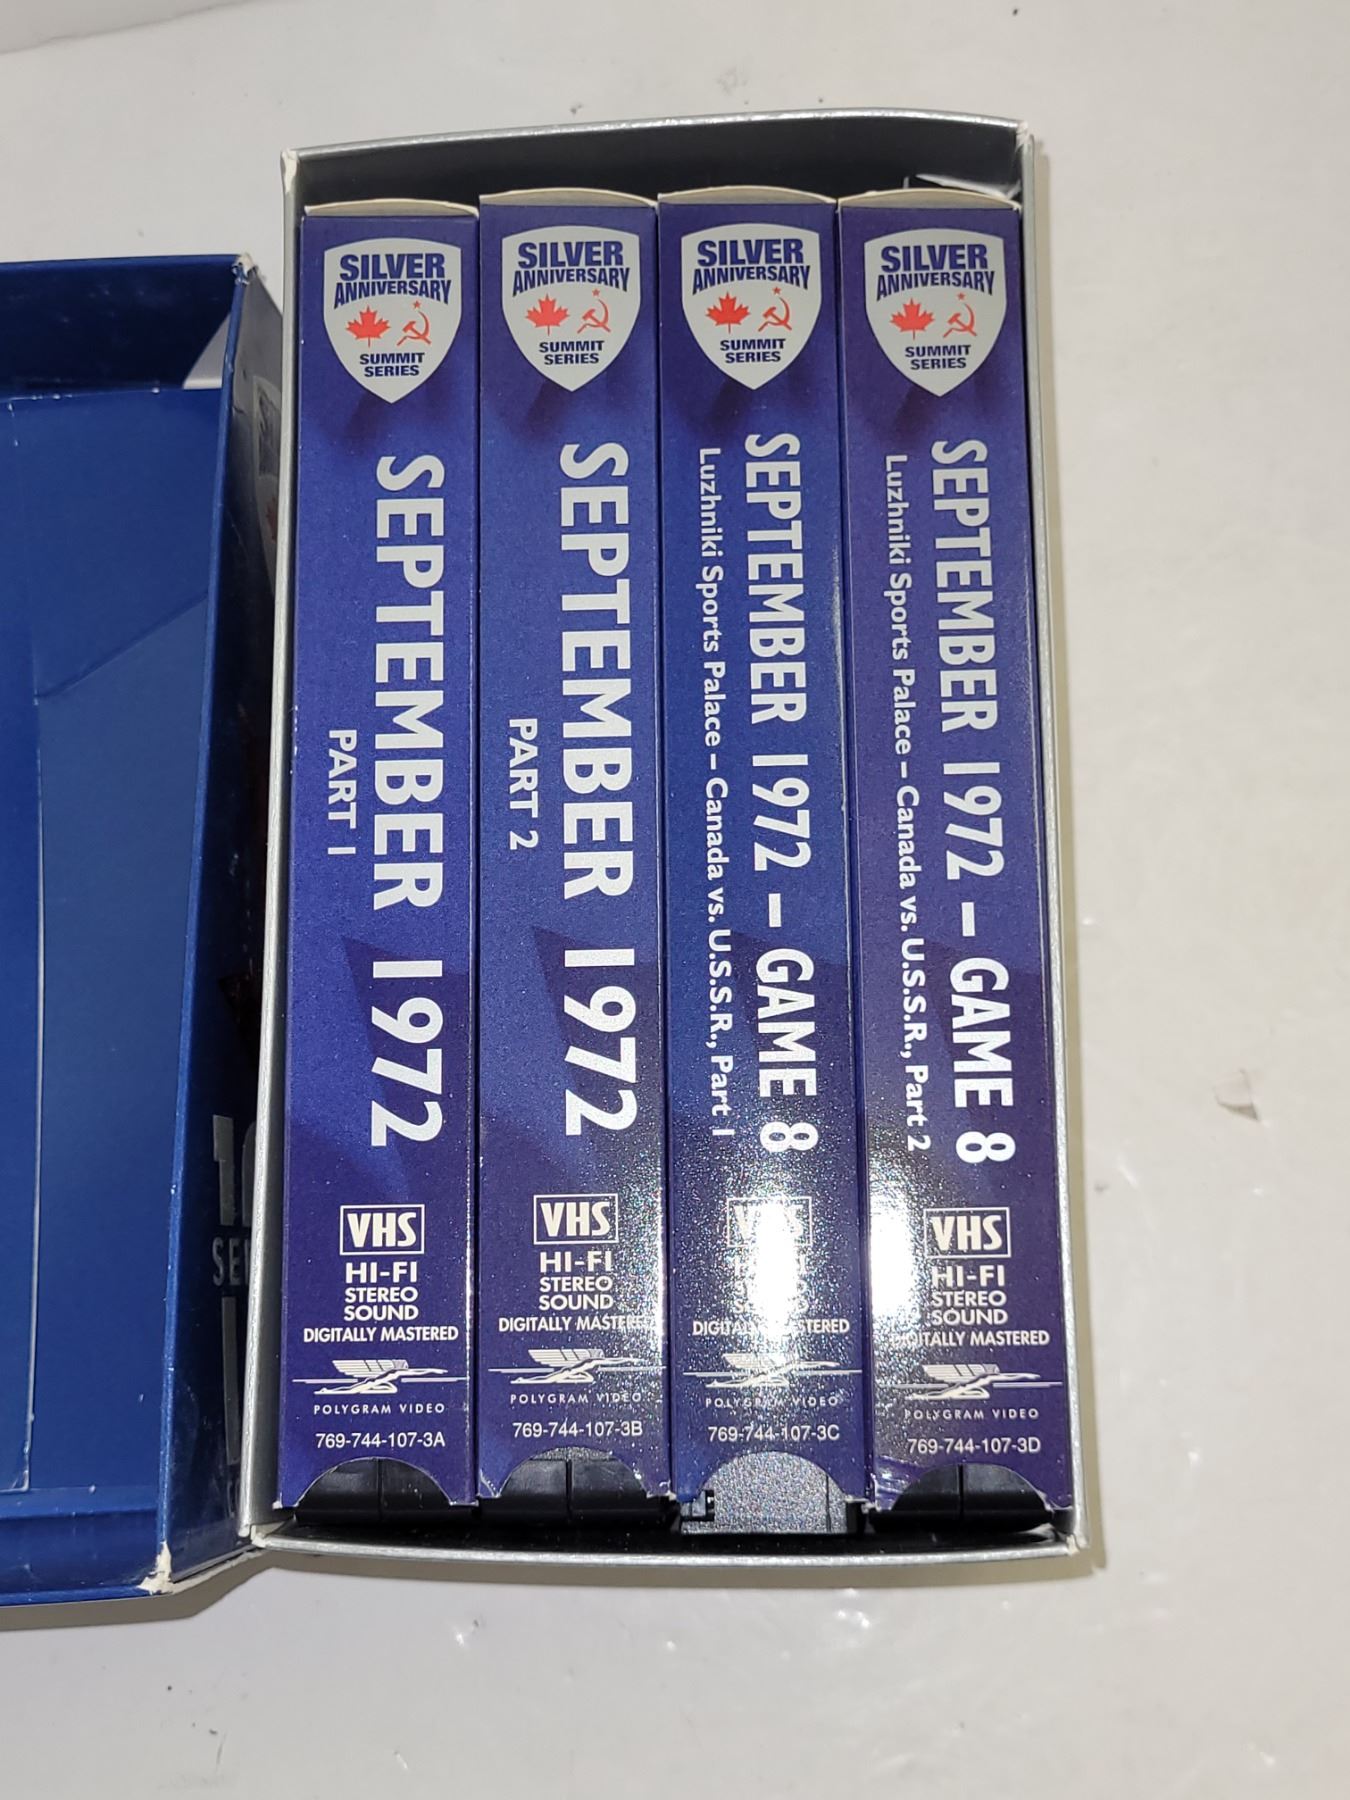 SILVER
ANNIVERSARY
SUMMIT
SERIES
SEPTEMBER 1972
PART 1
VHS
HI-FI
STEREO
SOUND
DIGITALLY MASTERED
POLYGRAM VIDEO
769-744-107-3A
SILVER
ANNIVERSARY
SUMMIT
SERIES
SEPTEMBER 1972
PART 2
VHS
HI-FI
STEREO
SOUND
DIGITALLY MASTERED
POLYGRAM VIDEO
769-744-107-3B
SILVER
ANNIVERSARY
SUMMIT
SERIES
SEPTEMBER 1972 – GAME 8
Luzhniki Sports Palace – Canada vs. U.S.S.R., Part 1
VHS
DIGITALLY MASTERED
POLYGRAM VIDEO
769-744-107-3C
SILVER
ANNIVERSARY
SUMMIT
SERIES
SEPTEMBER 1972 – GAME 8
Luzhniki Sports Palace – Canada vs. U.S.S.R., Part 2
VHS
HI-FI
STEREO
SOUND
DIGITALLY MASTERED
POLYGRAM VIDEO
769-744-107-3D